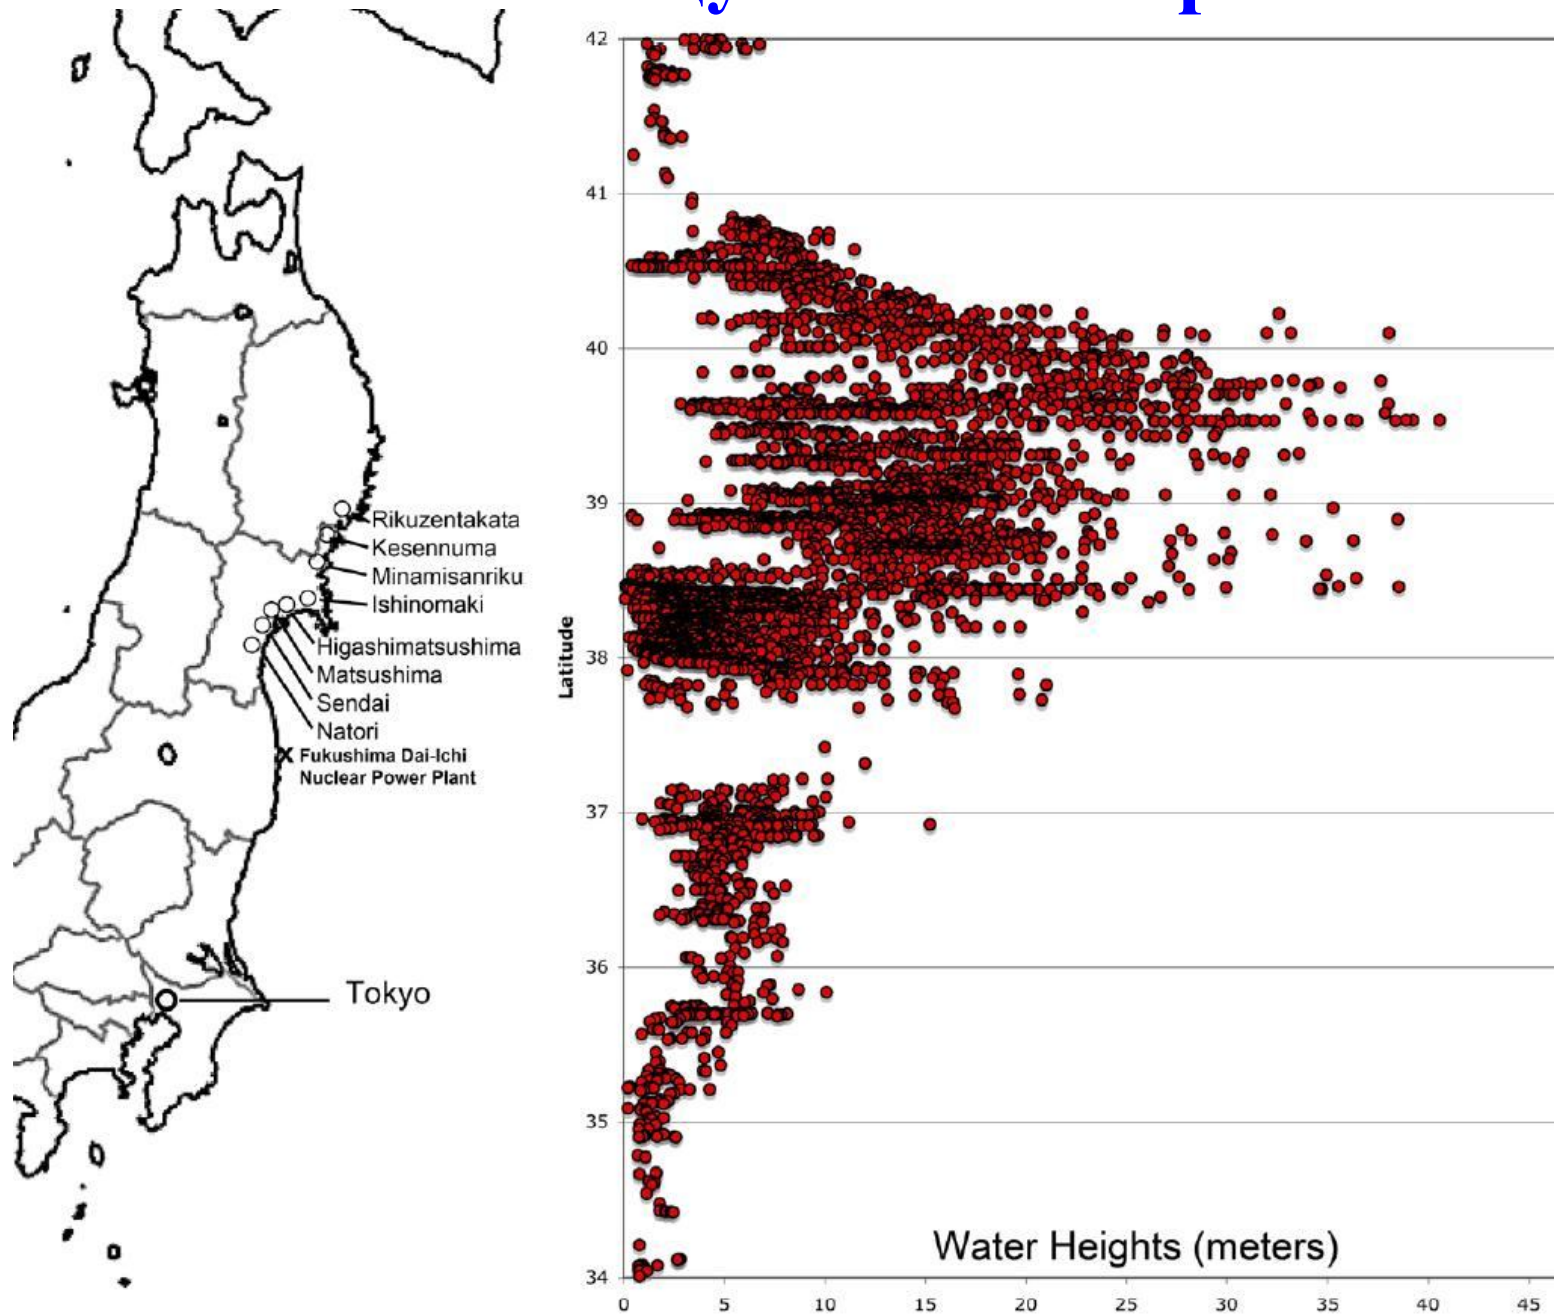 Rikuzentakata
Kesennuma
Minamisanriku
Ishinomaki
Higashimatsushima
Matsushima
Sendai
Natori
X Fukushima Dai-Ichi
Nuclear Power Plant
Tokyo
42
41
40
39
38
37
36
35
34
Latitude
Water Heights (meters)
0 5 10 15 20 25 30 35 40 45